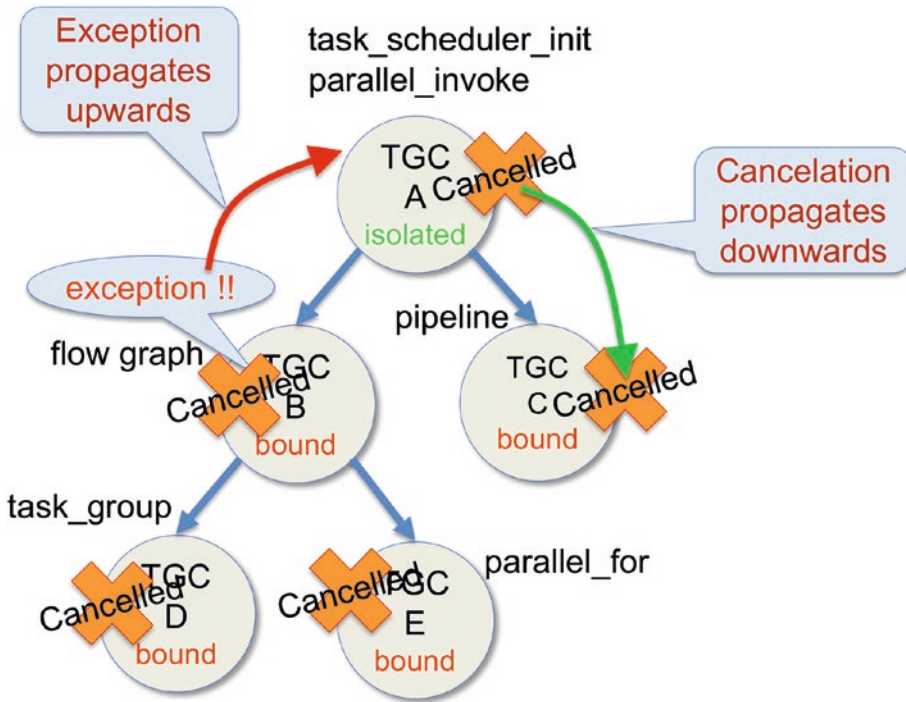 Exception
propagates
upwards
task_scheduler_init
parallel_invoke
TGC
A
Cancelled
isolated
Cancelation
propagates
downwards
exception !!
flow graph
pipeline
TGC
Cancelled
B
bound
TGC
C
Cancelled
bound
task_group
parallel_for
TGC
Cancelled
D
bound
TGC
Cancelled
E
bound